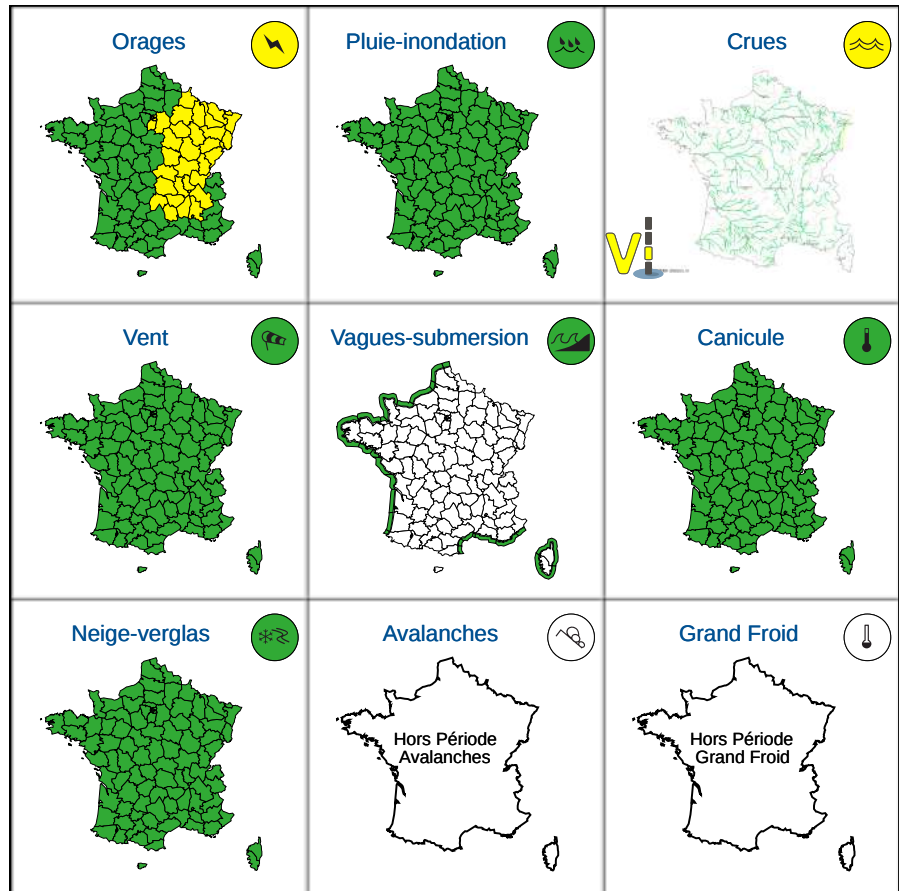 Orages
Pluie-inondation
Crues
Vi
Vent
Vagues-submersion
Canicule
Neige-verglas
Avalanches
Grand Froid
Hors Période
Avalanches
Hors Période
Grand Froid